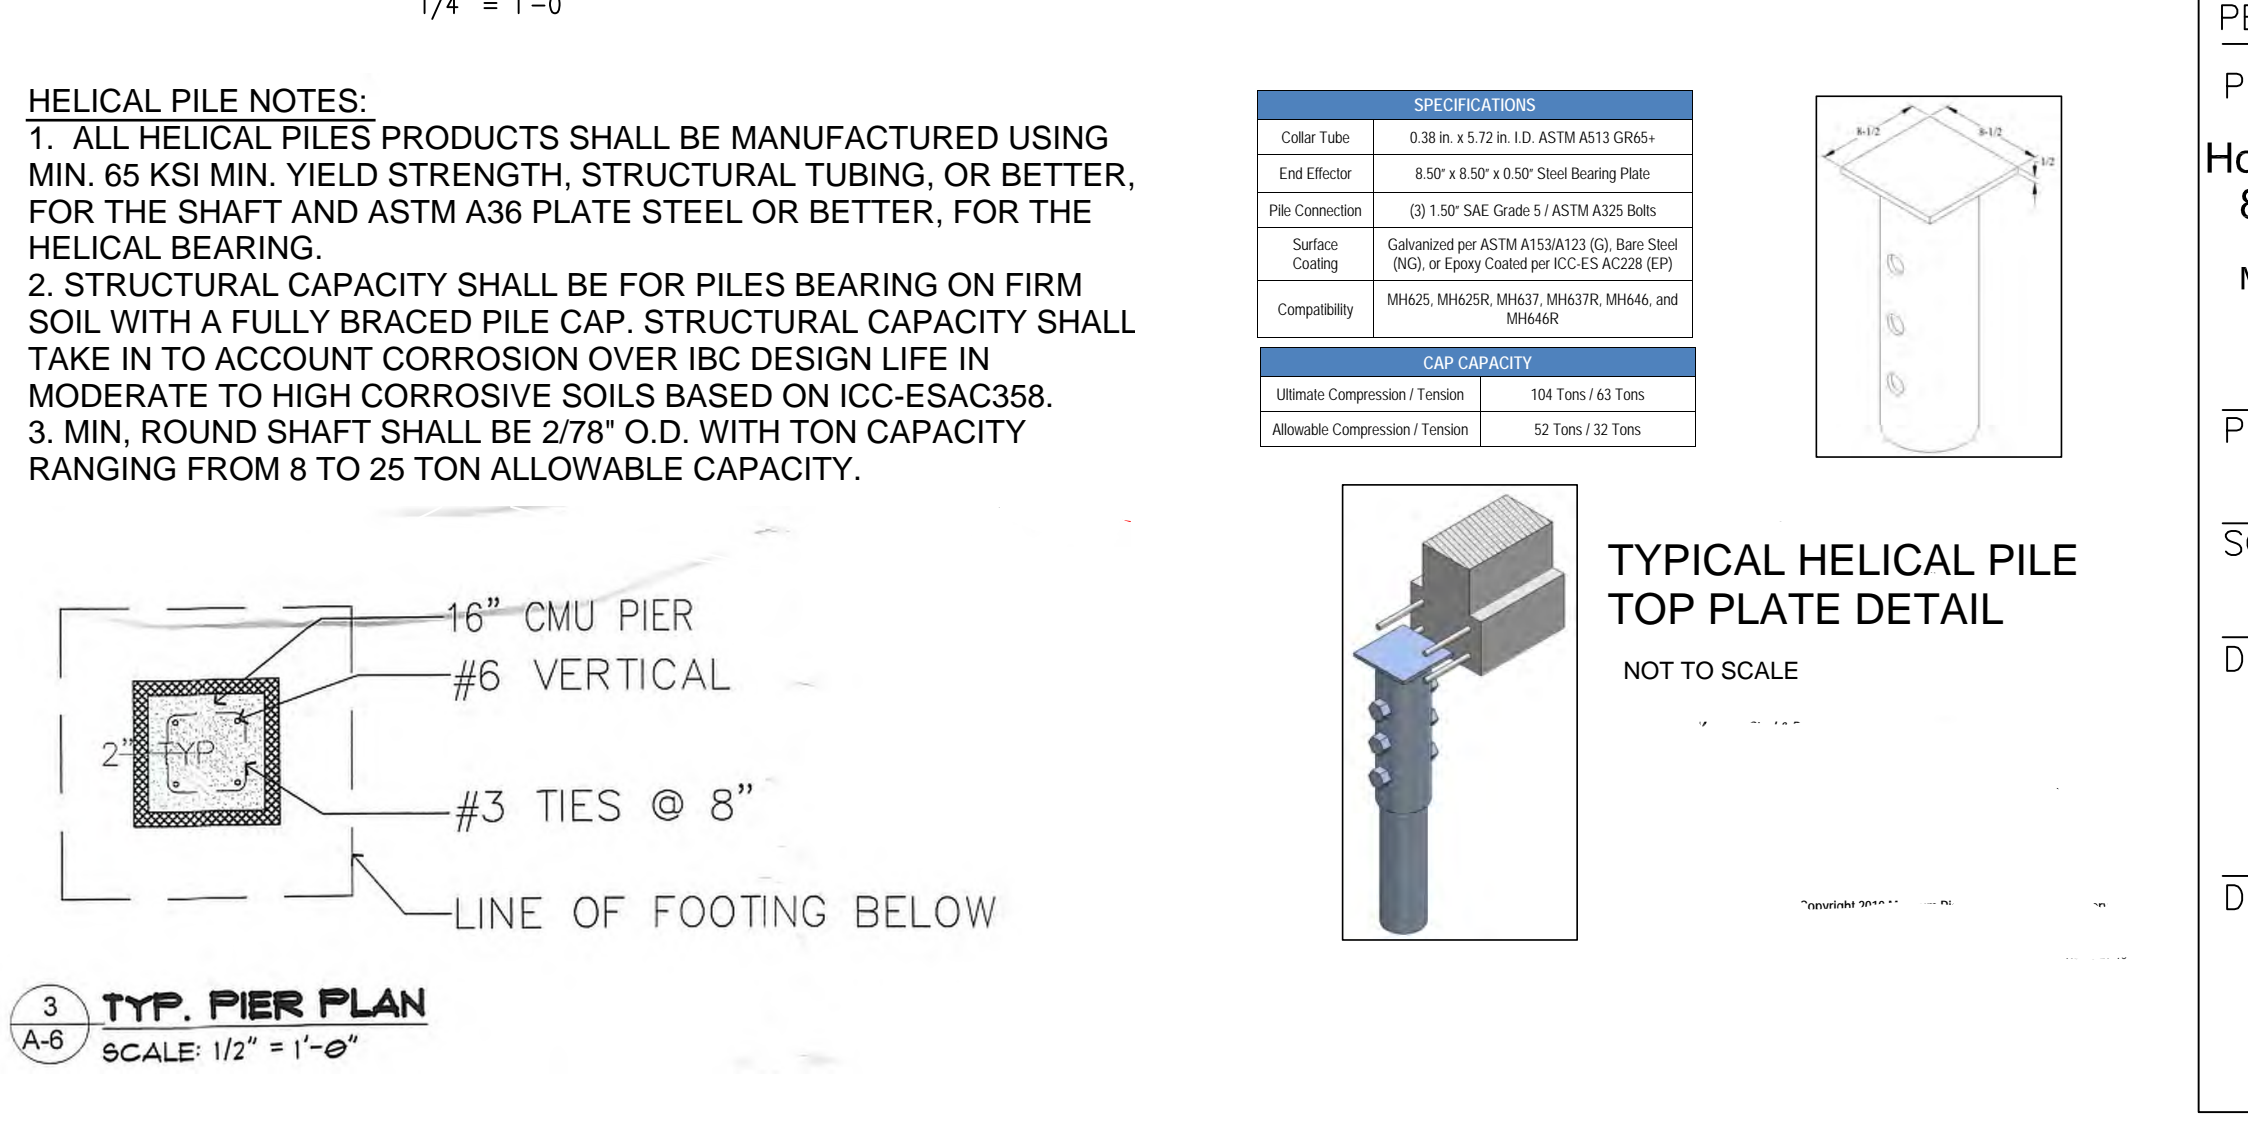 HELICAL PILE NOTES:
1. ALL HELICAL PILES PRODUCTS SHALL BE MANUFACTURED USING
MIN. 65 KSI MIN. YIELD STRENGTH, STRUCTURAL TUBING, OR BETTER,
FOR THE SHAFT AND ASTM A36 PLATE STEEL OR BETTER, FOR THE
HELICAL BEARING.
2. STRUCTURAL CAPACITY SHALL BE FOR PILES BEARING ON FIRM
SOIL WITH A FULLY BRACED PILE CAP. STRUCTURAL CAPACITY SHALL
TAKE IN TO ACCOUNT CORROSION OVER IBC DESIGN LIFE IN
MODERATE TO HIGH CORROSIVE SOILS BASED ON ICC-ESAC358.
3. MIN, ROUND SHAFT SHALL BE 2/78" O.D. WITH TON CAPACITY
RANGING FROM 8 TO 25 TON ALLOWABLE CAPACITY.
16” CMU PIER
#6 VERTICAL
2” TYP
#3 TIES @ 8”
LINE OF FOOTING BELOW
3
A-6
TYP. PIER PLAN
SCALE: 1/2" = 1'-0"
SPECIFICATIONS
Collar Tube 0.38 in. x 5.72 in. I.D. ASTM A513 GR65+
End Effector 8.50" x 8.50" x 0.50" Steel Bearing Plate
Pile Connection (3) 1.50" SAE Grade 5 / ASTM A325 Bolts
Surface
Coating
Galvanized per ASTM A153/A123 (G), Bare Steel
(NG), or Epoxy Coated per ICC-ES AC228 (EP)
Compatibility
MH625, MH625R, MH637, MH637R, MH646, and
MH646R
CAP CAPACITY
Ultimate Compression / Tension 104 Tons / 63 Tons
Allowable Compression / Tension 52 Tons / 32 Tons
8-1/2 8-1/2
1/2
TYPICAL HELICAL PILE
TOP PLATE DETAIL
NOT TO SCALE
Copyright